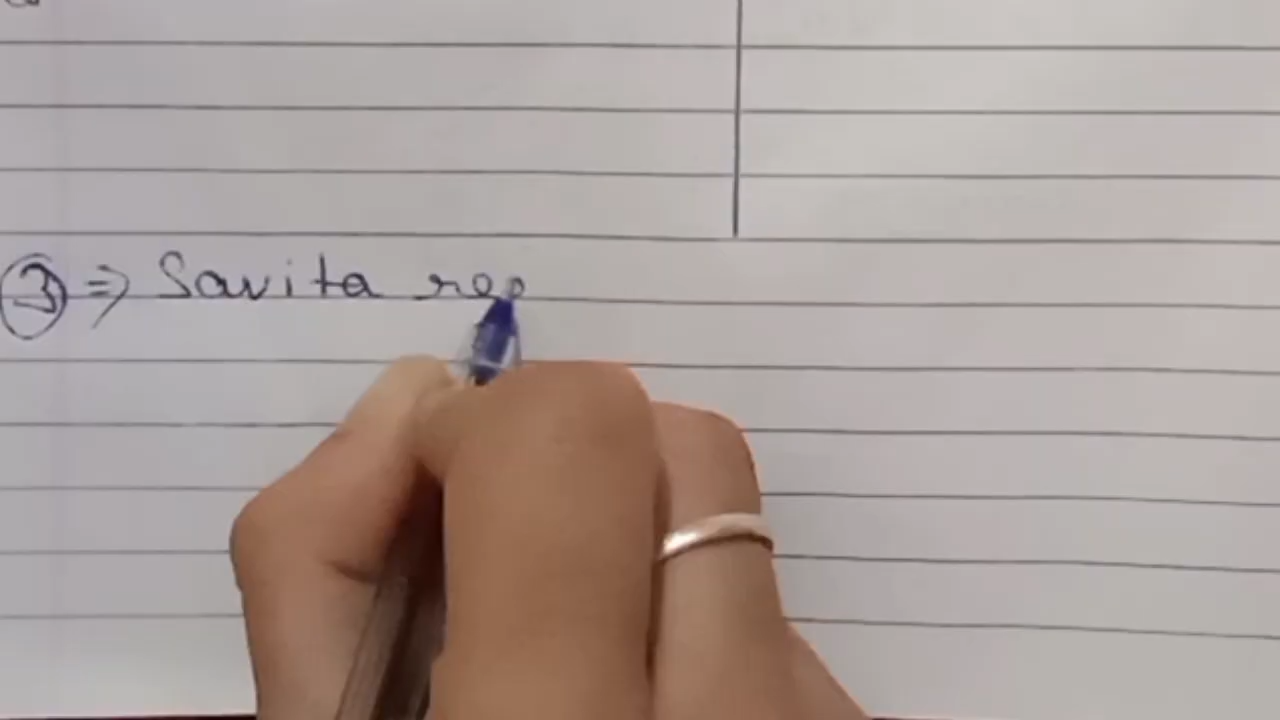 ③ ⇒ Savita re